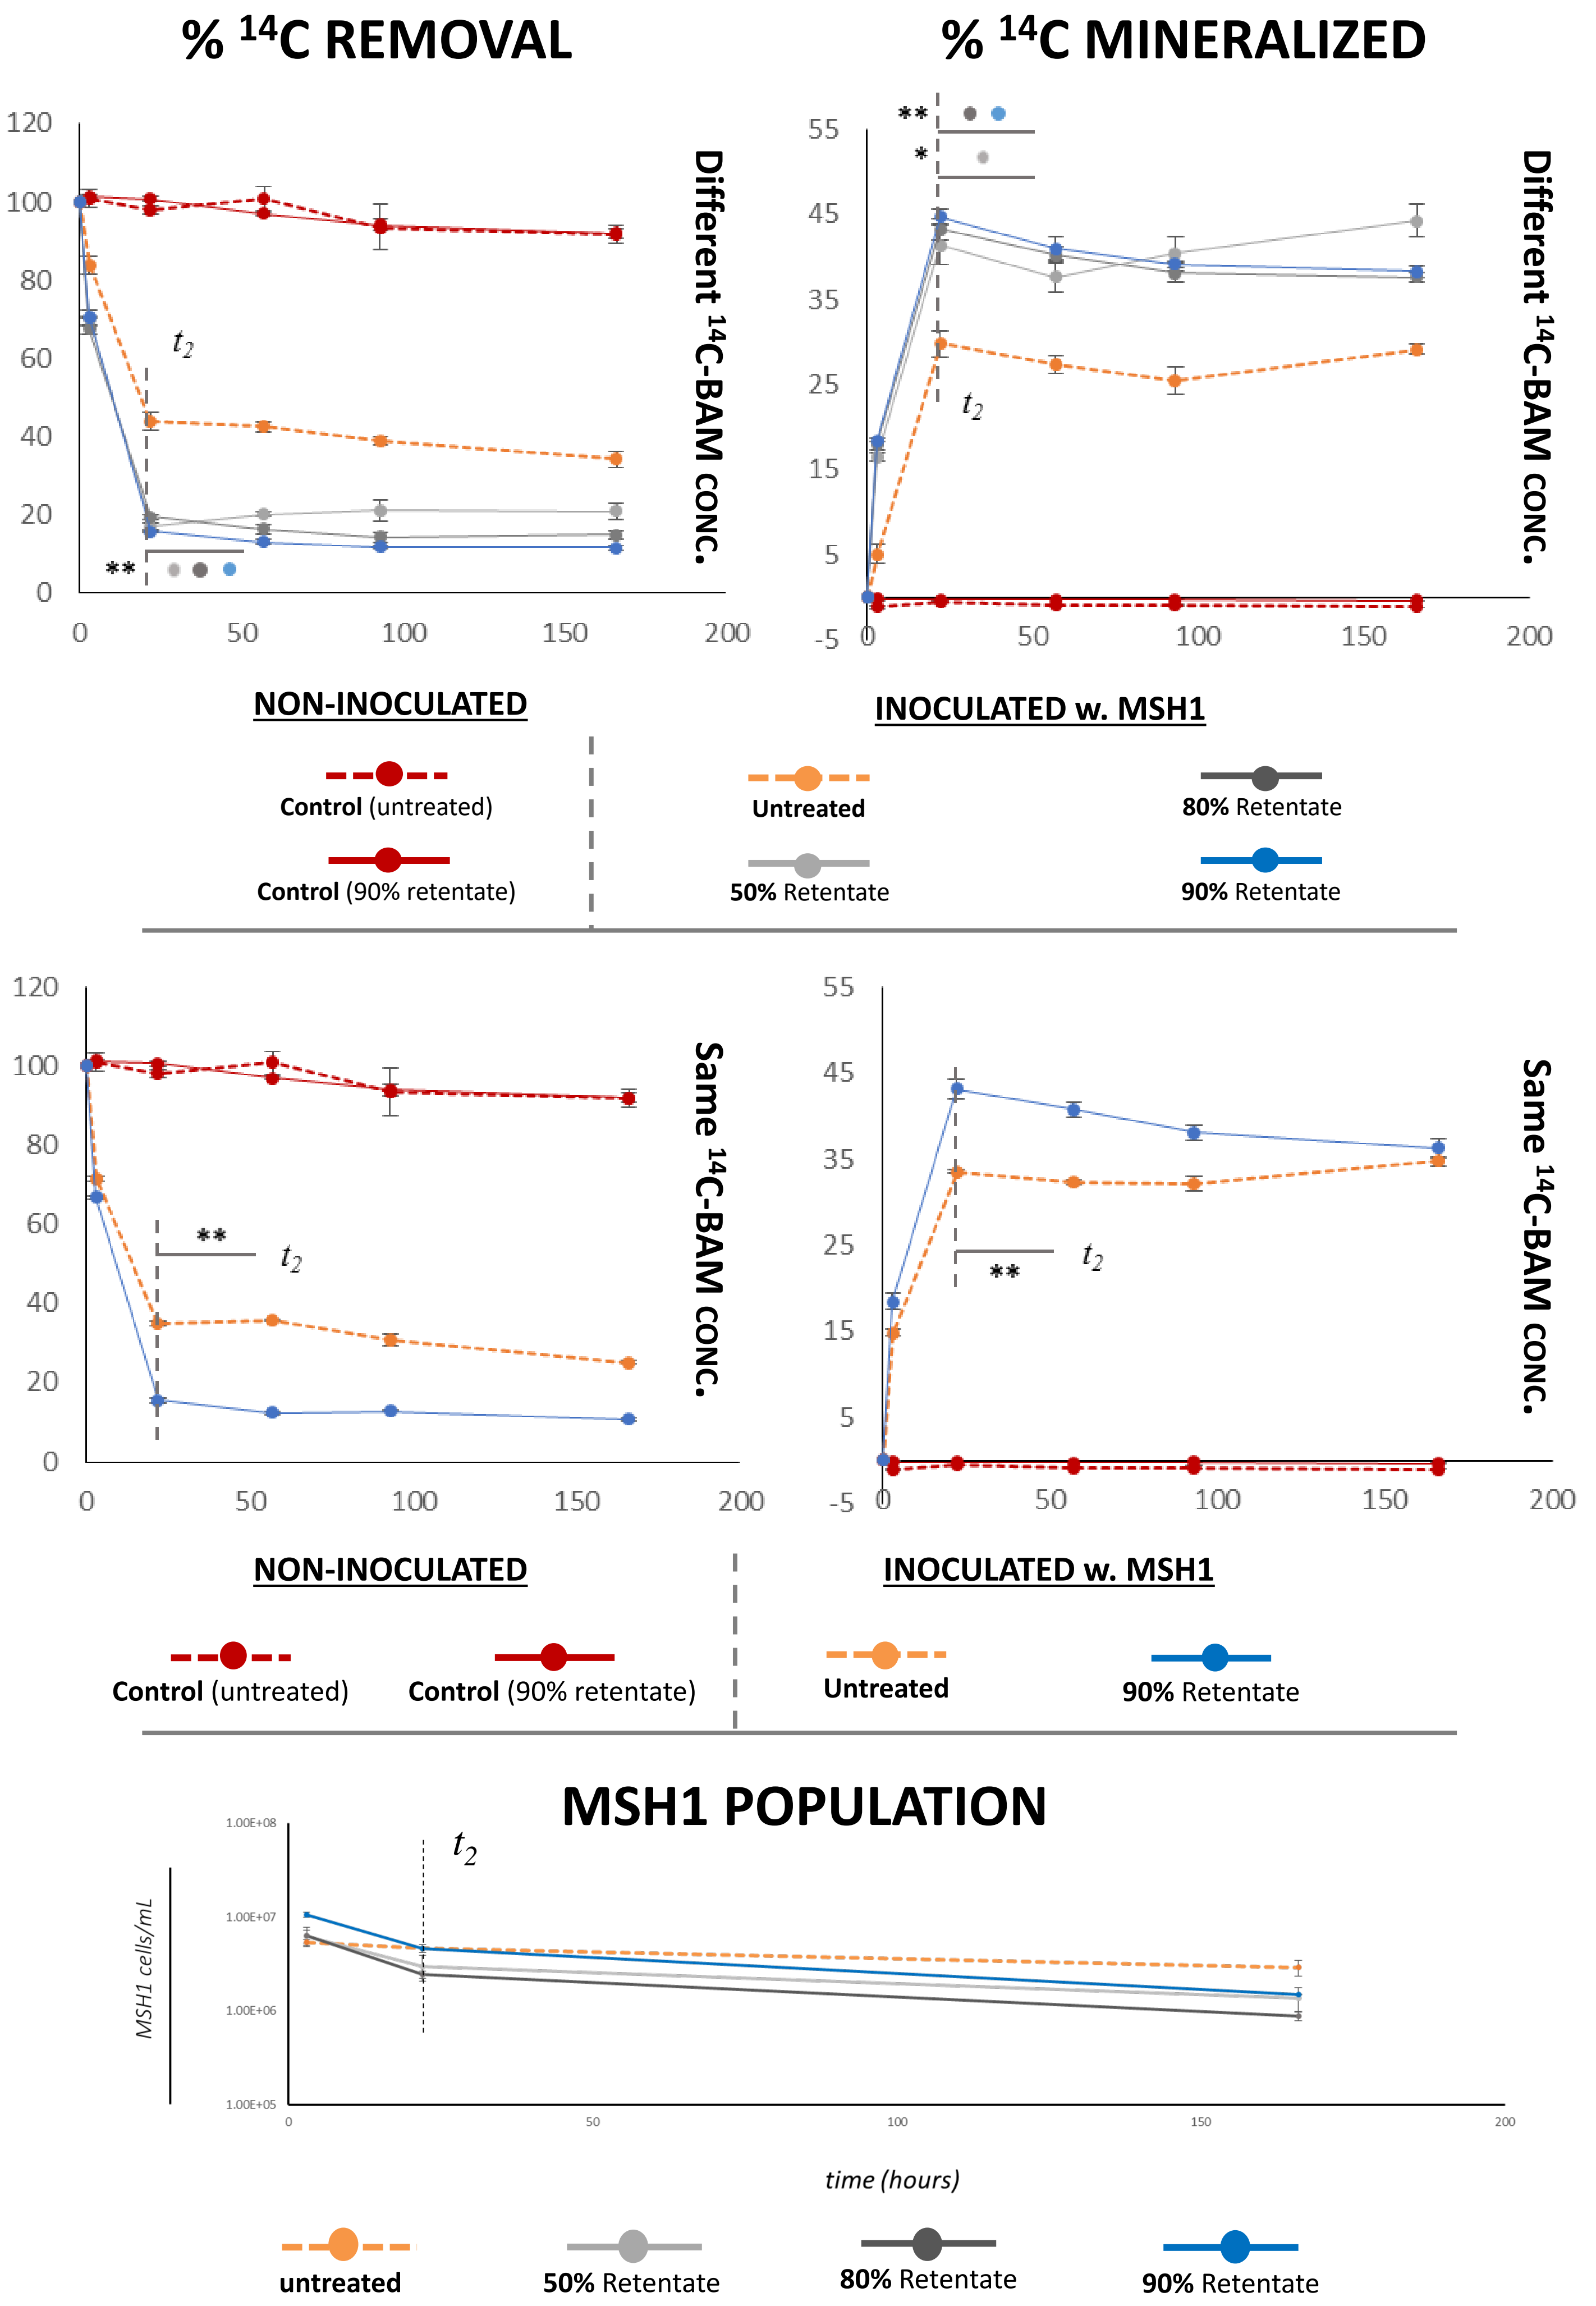 % ¹⁴C REMOVAL
% ¹⁴C MINERALIZED
120
100
80
60
40
20
0
0 50 100 150 200
t₂
**
Different ¹⁴C-BAM CONC.
55
45
35
25
15
5
-5
0 50 100 150 200
**
*
t₂
Different ¹⁴C-BAM CONC.
NON-INOCULATED
Control (untreated)
Control (90% retentate)
INOCULATED w. MSH1
Untreated
80% Retentate
50% Retentate
90% Retentate
120
100
80
60
40
20
0
0 50 100 150 200
**
t₂
Same ¹⁴C-BAM CONC.
55
45
35
25
15
5
-5
0 50 100 150 200
**
t₂
Same ¹⁴C-BAM CONC.
NON-INOCULATED
Control (untreated)
Control (90% retentate)
INOCULATED w. MSH1
Untreated
90% Retentate
MSH1 POPULATION
MSH1 cells/mL
1.00E+08
1.00E+07
1.00E+06
1.00E+05
t₂
0 50 100 150 200
time (hours)
untreated
50% Retentate
80% Retentate
90% Retentate